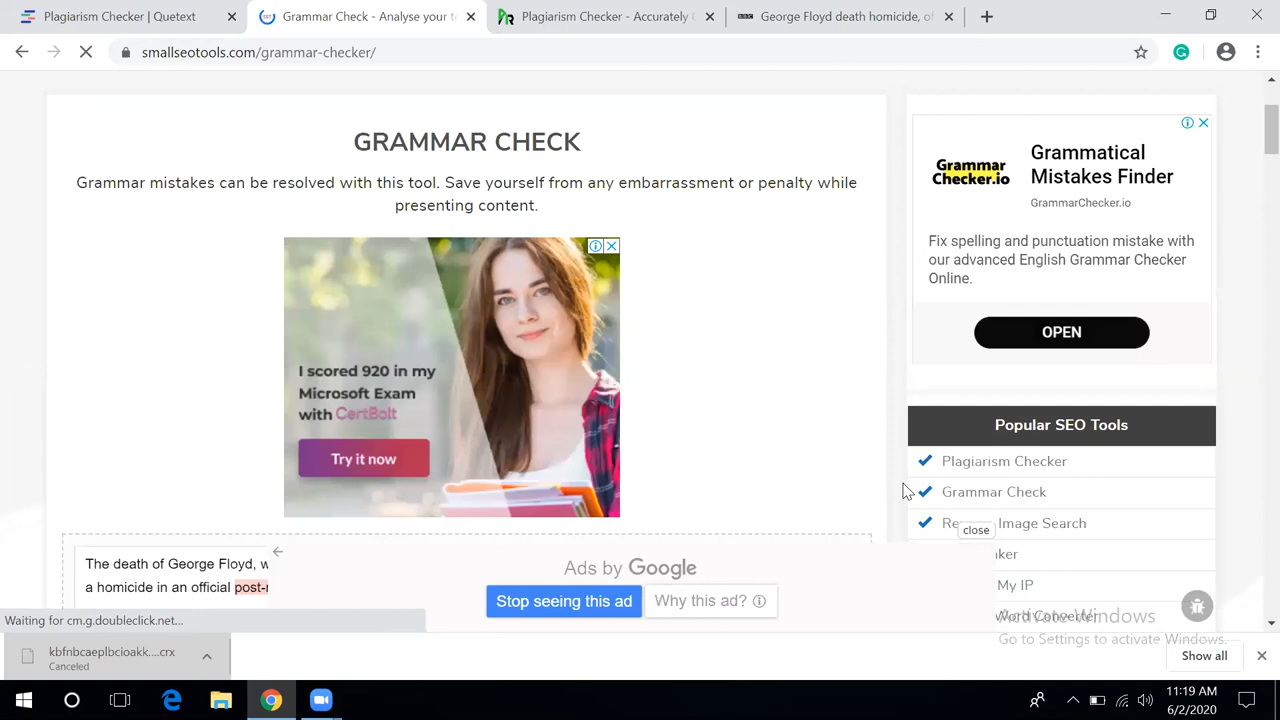 Plagiarism Checker | Quetext
Grammar Check - Analyse your t
Plagiarism Checker - Accurately
BBC
George Floyd death homicide, of
smallseotools.com/grammar-checker/
GRAMMAR CHECK
Grammar mistakes can be resolved with this tool. Save yourself from any embarrassment or penalty while
presenting content.
I scored 920 in my
Microsoft Exam
with CertBolt
Try it now
Grammar
Checker.io
Grammatical
Mistakes Finder
GrammarChecker.io
Fix spelling and punctuation mistake with
our advanced English Grammar Checker
Online.
OPEN
Popular SEO Tools
Plagiarism Checker
Grammar Check
Image Search
close
My IP
The death of George Floyd, w
a homicide in an official post-
Ads by Google
Stop seeing this ad
Why this ad?
Word Converter
Activate Windows
Go to Settings to activate Windows.
Waiting for cm.g.doubleclick.net...
kbfnbcaeplbcioakk....crx
Canceled
Show all
11:19 AM
6/2/2020